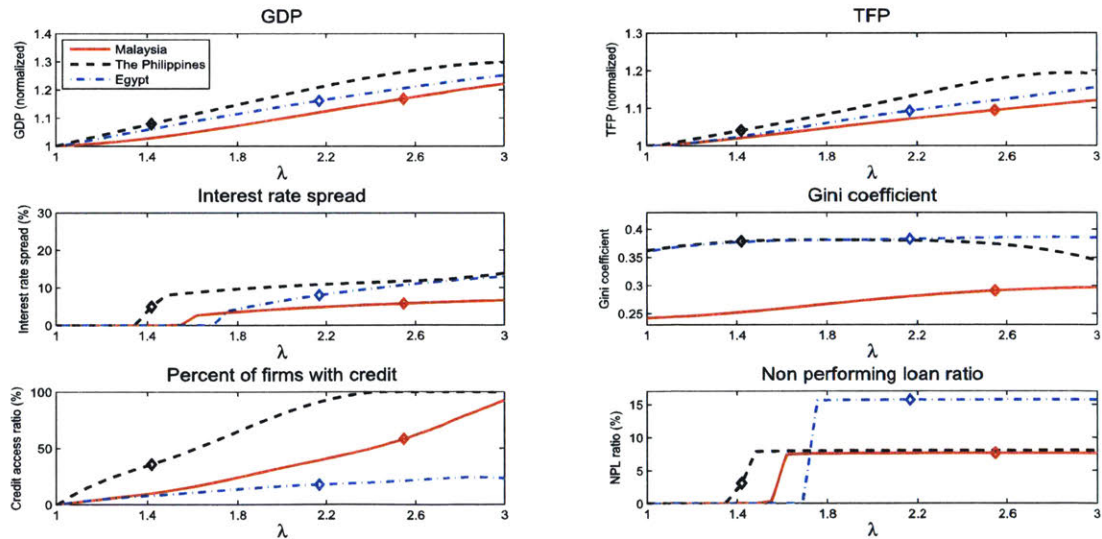 GDP
GDP (normalized)
1.4
1.3
1.2
1.1
1
Malaysia
The Philippines
Egypt
1 1.4 1.8 2.2 2.6 3
λ
TFP
TFP (normalized)
1.3
1.2
1.1
1
1 1.4 1.8 2.2 2.6 3
λ
Interest rate spread
Interest rate spread (%)
30
20
10
0
1 1.4 1.8 2.2 2.6 3
λ
Gini coefficient
Gini coefficient
0.4
0.35
0.3
0.25
1 1.4 1.8 2.2 2.6 3
λ
Percent of firms with credit
Credit access ratio (%)
100
50
0
1 1.4 1.8 2.2 2.6 3
λ
Non performing loan ratio
NPL ratio (%)
15
10
5
0
1 1.4 1.8 2.2 2.6 3
λ